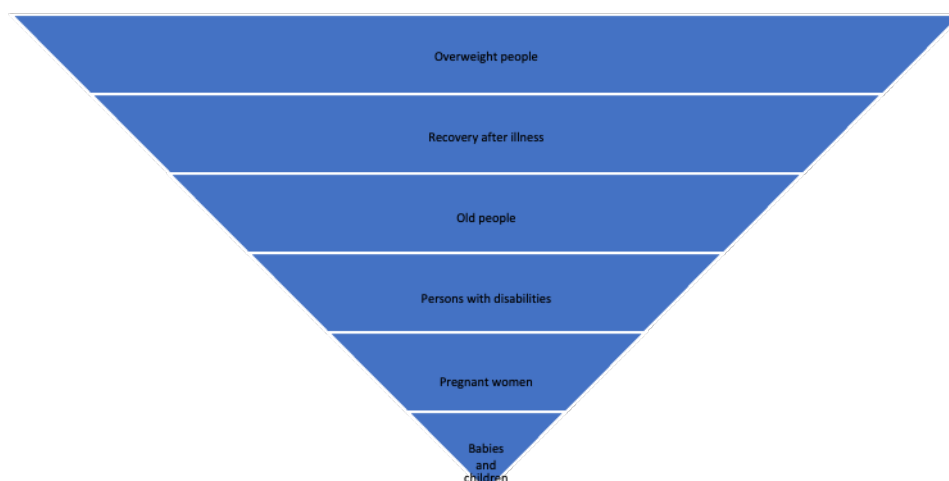 Overweight people
Recovery after illness
Old people
Persons with disabilities
Pregnant women
Babies
and
children